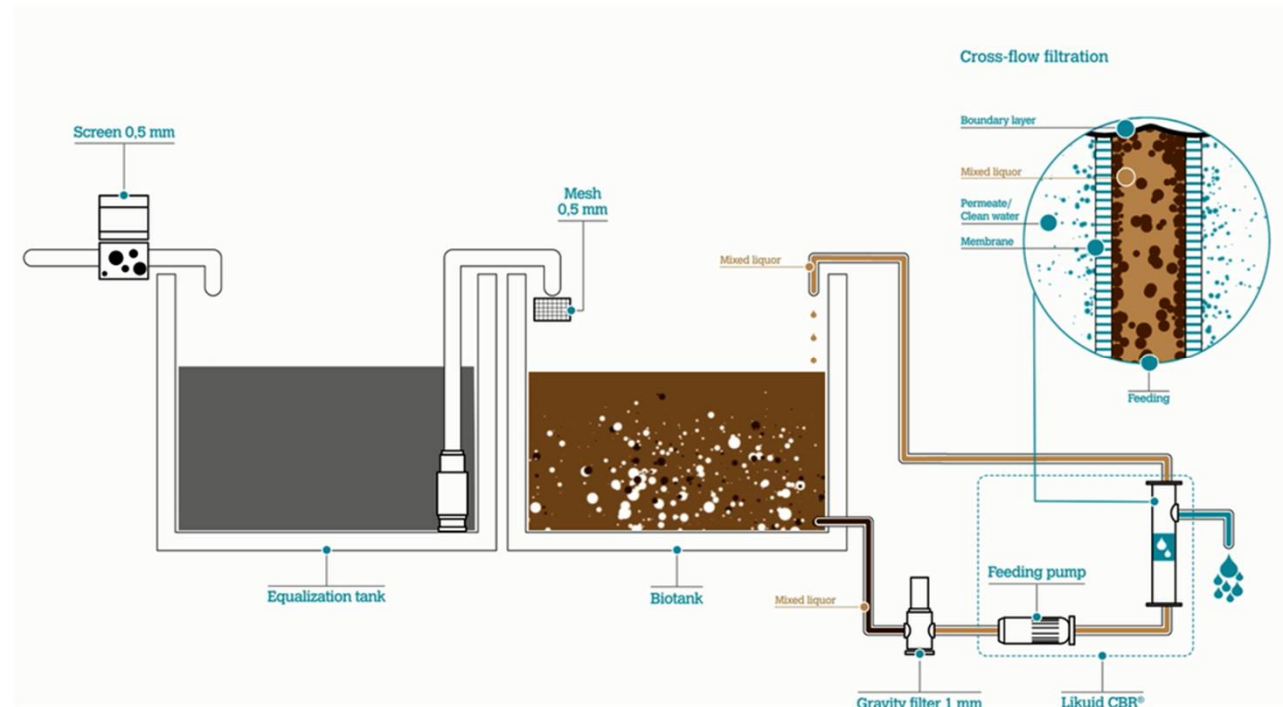 Cross-flow filtration
Screen 0,5 mm
Boundary layer
Mixed liquor
Permeate/
Clean water
Membrane
Feeding
Mesh
0,5 mm
Mixed liquor
Equalization tank
Biotank
Mixed liquor
Feeding pump
Gravity filter 1 mm
Likuid CBR®